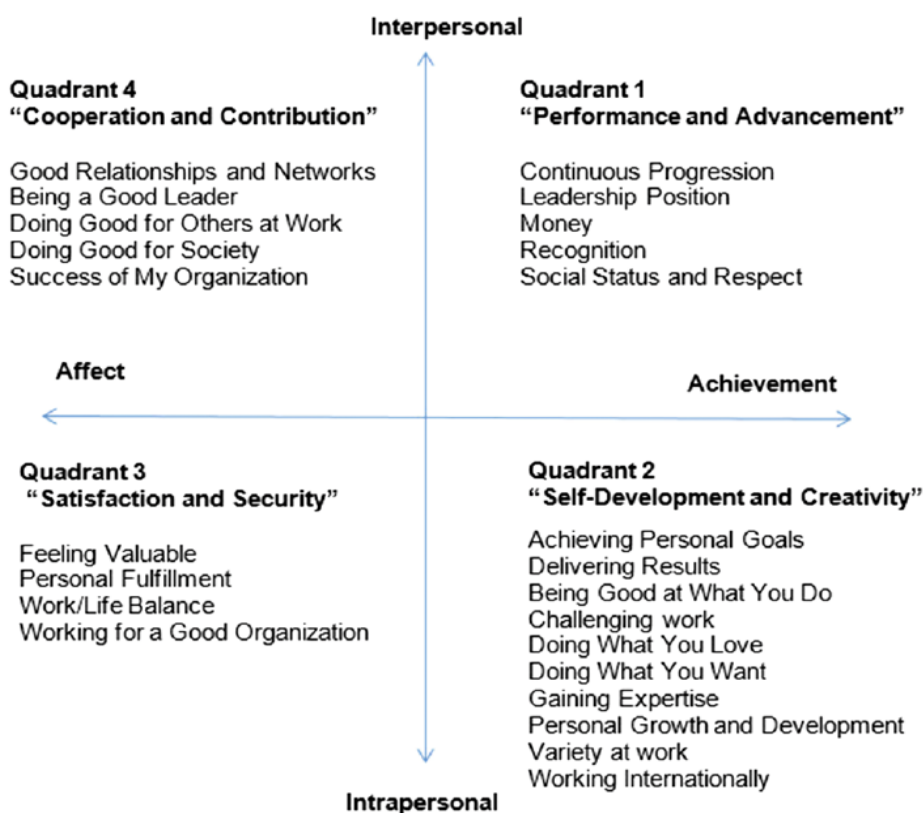 Interpersonal
Quadrant 4
“Cooperation and Contribution”
Good Relationships and Networks
Being a Good Leader
Doing Good for Others at Work
Doing Good for Society
Success of My Organization
Quadrant 1
“Performance and Advancement”
Continuous Progression
Leadership Position
Money
Recognition
Social Status and Respect
Affect
Achievement
Quadrant 3
“Satisfaction and Security”
Feeling Valuable
Personal Fulfillment
Work/Life Balance
Working for a Good Organization
Quadrant 2
“Self-Development and Creativity”
Achieving Personal Goals
Delivering Results
Being Good at What You Do
Challenging work
Doing What You Love
Doing What You Want
Gaining Expertise
Personal Growth and Development
Variety at work
Working Internationally
Intrapersonal